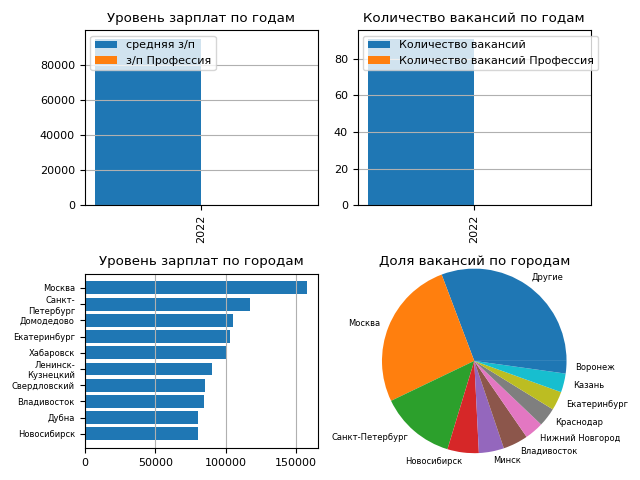 Уровень зарплат по годам
Количество вакансий по годам
средняя з/п
з/п Профессия
Количество вакансий
Количество вакансий Профессия
80000
60000
40000
20000
0
2022
80
60
40
20
0
2022
Уровень зарплат по городам
Доля вакансий по городам
Москва
Санкт-
Петербург
Домодедово
Екатеринбург
Хабаровск
Ленинск-
Кузнецкий
Свердловский
Владивосток
Дубна
Новосибирск
0
50000
100000
150000
Другие
Москва
Санкт-Петербург
Новосибирск
Минск
Владивосток
Нижний Новгород
Краснодар
Екатеринбург
Казань
Воронеж